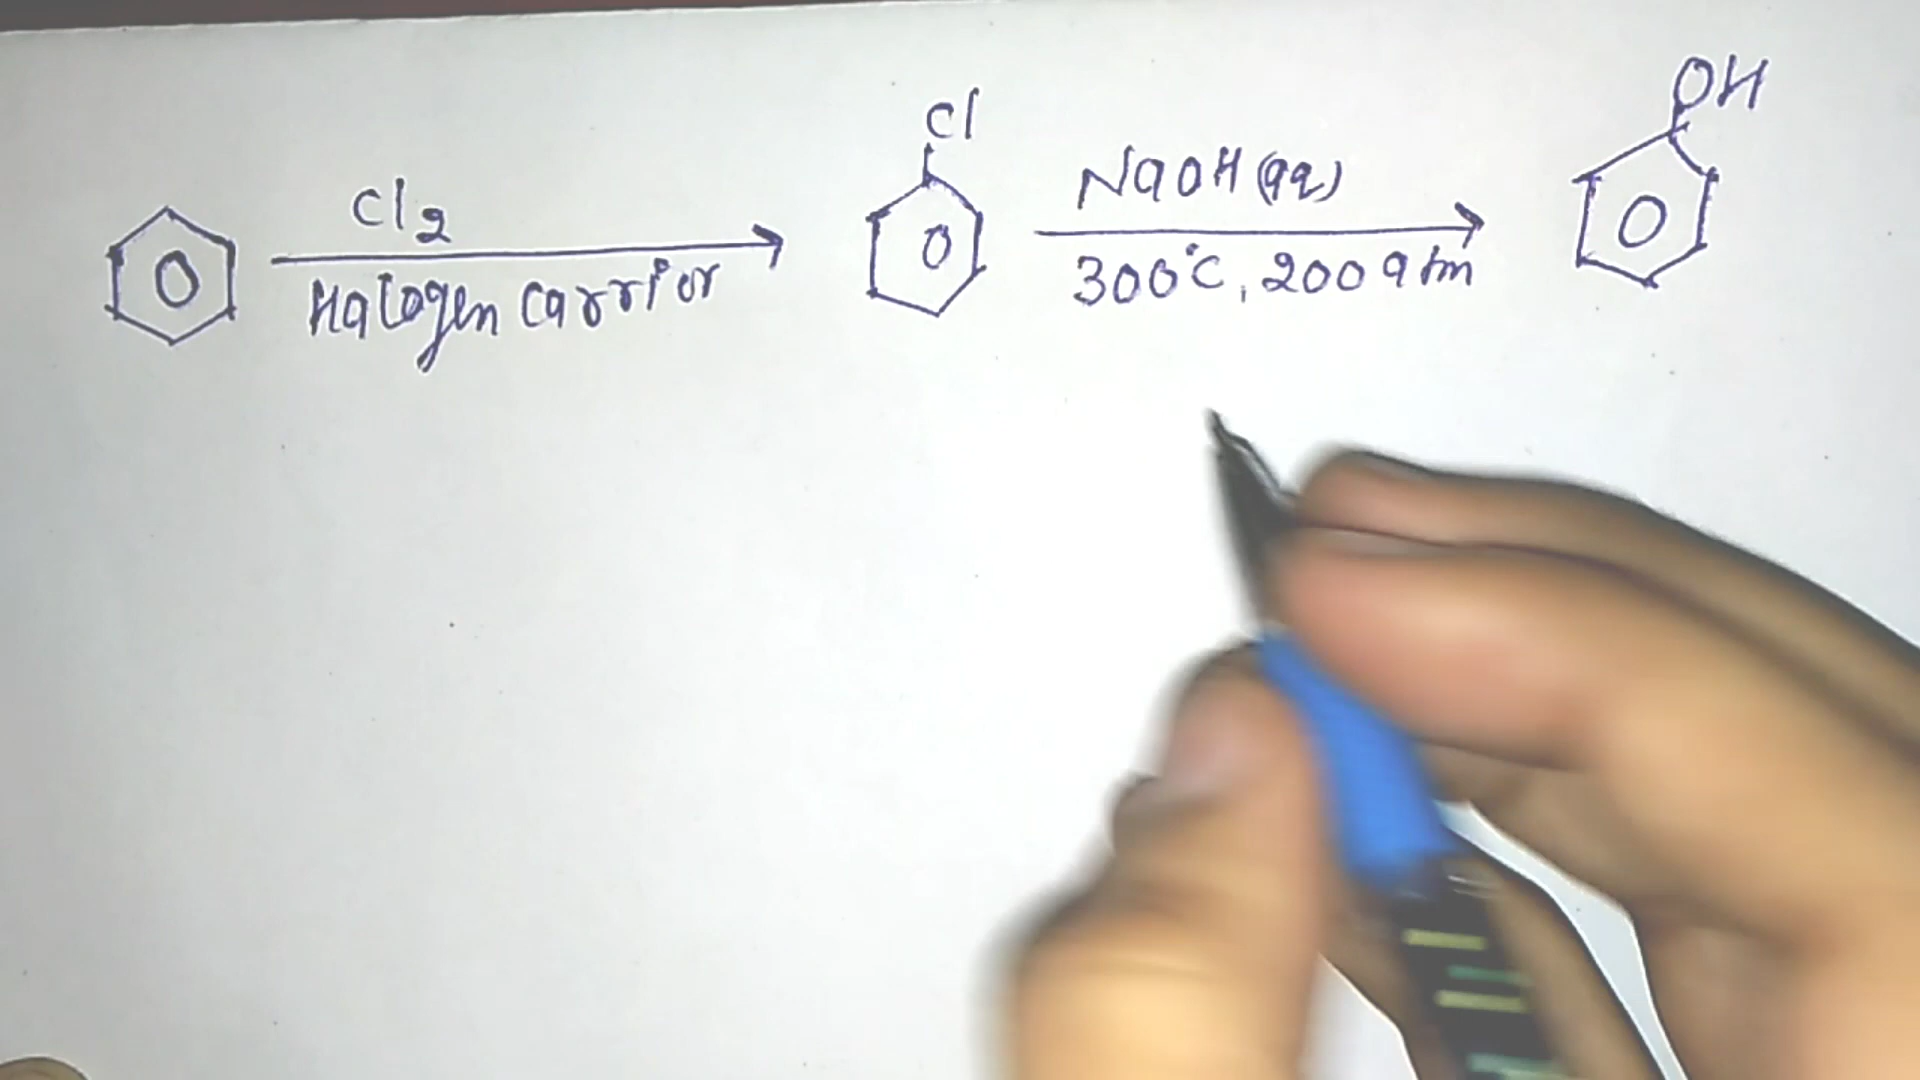 Cl2
Halogen carrier
Cl
NaOH (aq)
300°C, 200 atm
OH